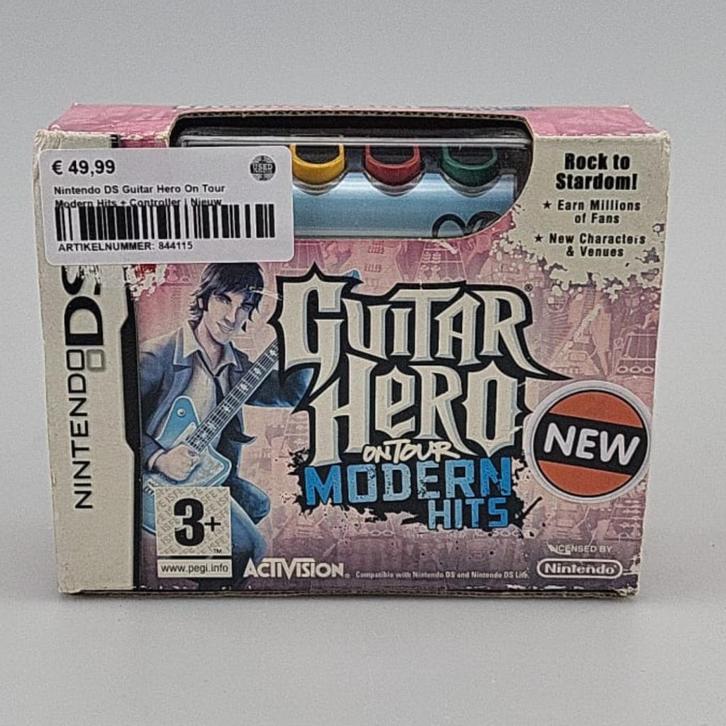 € 49,99
Nintendo DS Guitar Hero On Tour
Modern Hits + Controller | Nieuw
ARTIKELNUMMER: 844115
Rock to
Stardom!
★ Earn Millions
of Fans
★ New Characters
& Venues
NINTENDO DS
GUITAR
HERO
®
ON TOUR
MODERN
HITS
NEW
3+
™
www.pegi.info
ACTIVISION®
Compatible with Nintendo DS and Nintendo DS Lite.
LICENSED BY
Nintendo®